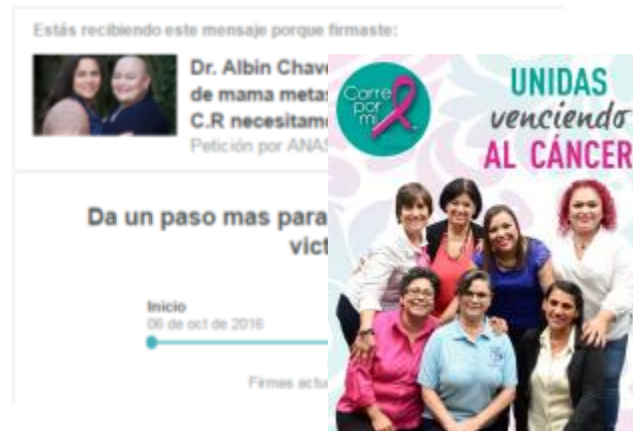 Estás recibiendo este mensaje porque firmaste:
Dr. Albin Chave
de mama metas
C.R necesitam
Petición por ANAS
Da un paso mas para
vict
Inicio
06 de oct de 2016
Firmas actu
Corre
por
mi
UNIDAS
venciendo
AL CÁNCER